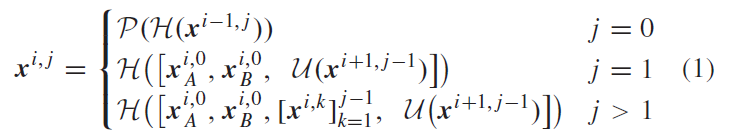 𝒙^{i,j} = { 𝒫(ℋ(𝒙^{i−1,j})) j = 0
ℋ([𝒙_A^{i,0}, 𝒙_B^{i,0}, 𝒰(𝒙^{i+1,j−1})]) j = 1 (1)
ℋ([𝒙_A^{i,0}, 𝒙_B^{i,0}, [𝒙^{i,k}]_{k=1}^{j−1}, 𝒰(𝒙^{i+1,j−1})]) j > 1